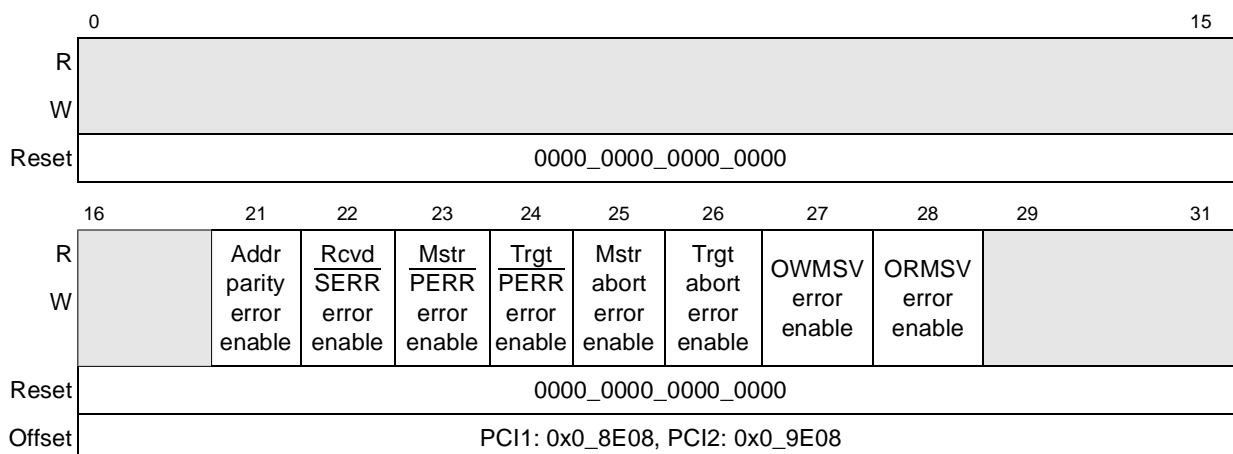 0 15
R
W
Reset 0000_0000_0000_0000
16 21 22 23 24 25 26 27 28 29 31
R Addr Rcvd Mstr Trgt Mstr Trgt OWMSV ORMSV
parity SERR PERR PERR abort abort error error
W error error error error error error enable enable
enable enable enable enable enable enable
Reset 0000_0000_0000_0000
Offset PCI1: 0x0_8E08, PCI2: 0x0_9E08